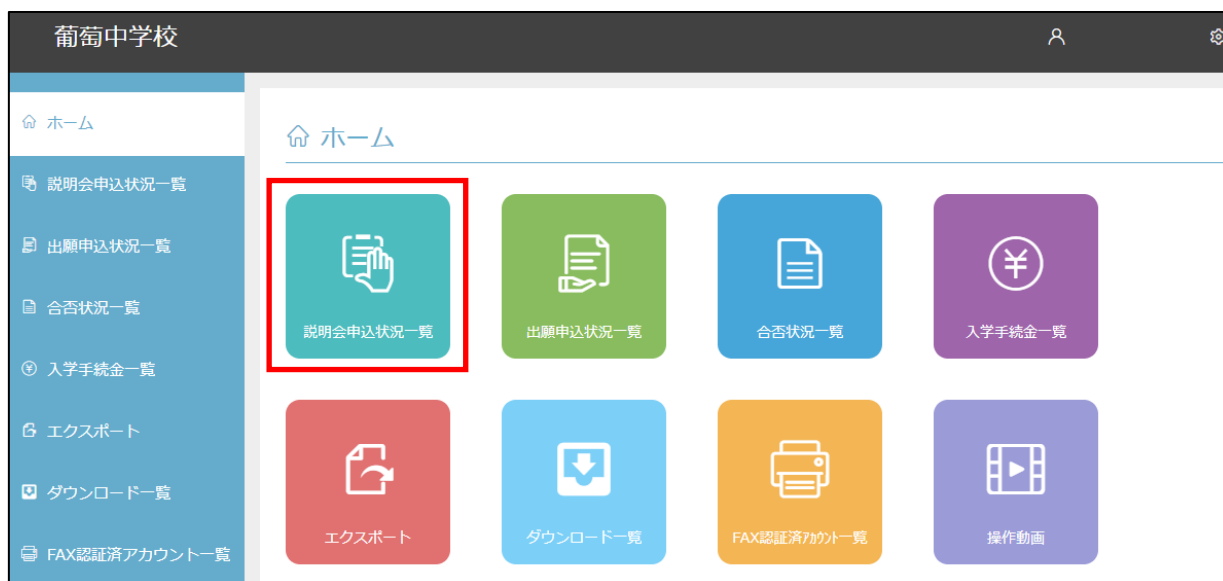 葡萄中学校
ホーム
説明会申込状況一覧
出願申込状況一覧
合否状況一覧
入学手続金一覧
エクスポート
ダウンロード一覧
FAX認証済アカウント一覧
ホーム
説明会申込状況一覧
出願申込状況一覧
合否状況一覧
入学手続金一覧
エクスポート
ダウンロード一覧
FAX認証済ｱｶｳﾝﾄ一覧
操作動画